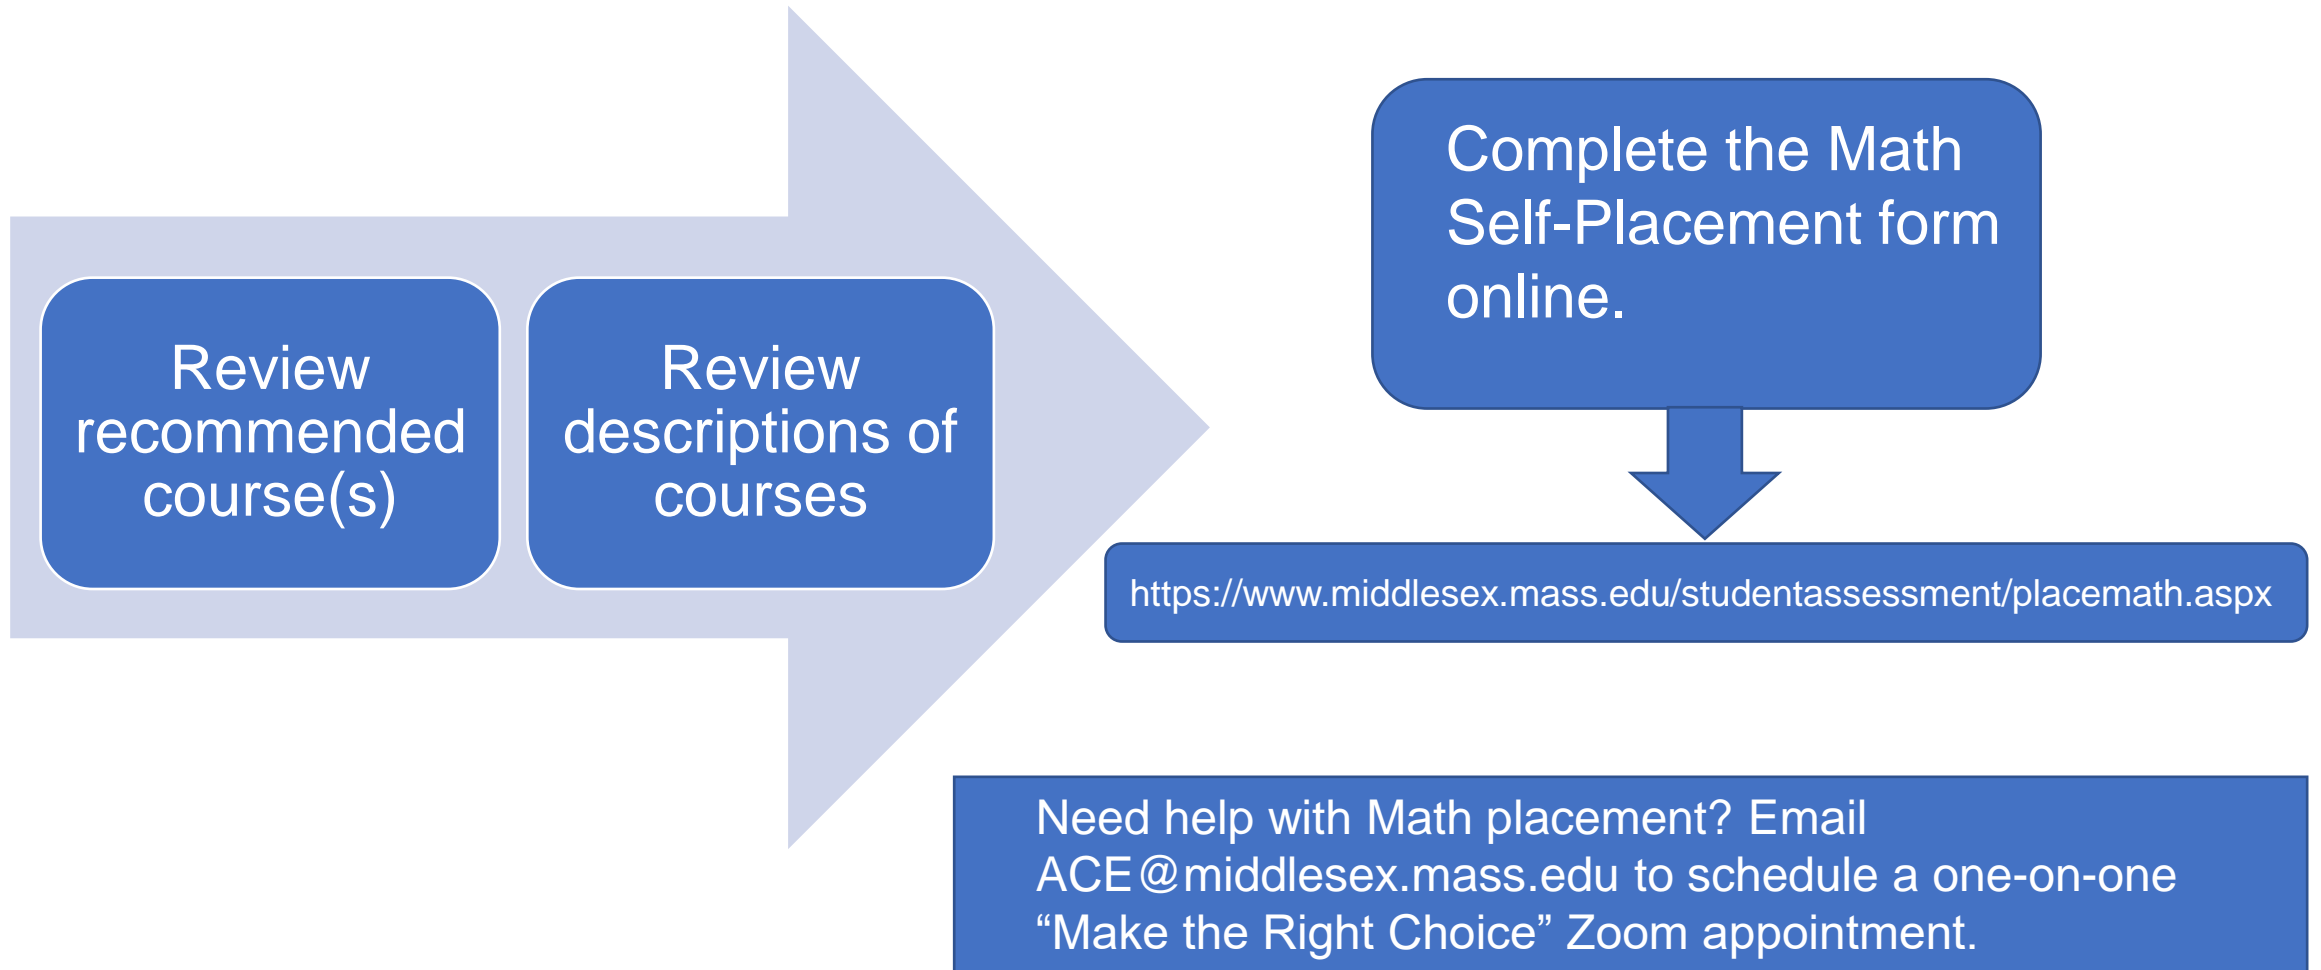 Review
recommended
course(s)
Review
descriptions of
courses
Complete the Math
Self-Placement form
online.
https://www.middlesex.mass.edu/studentassessment/placemath.aspx
Need help with Math placement? Email
ACE@middlesex.mass.edu to schedule a one-on-one
“Make the Right Choice” Zoom appointment.